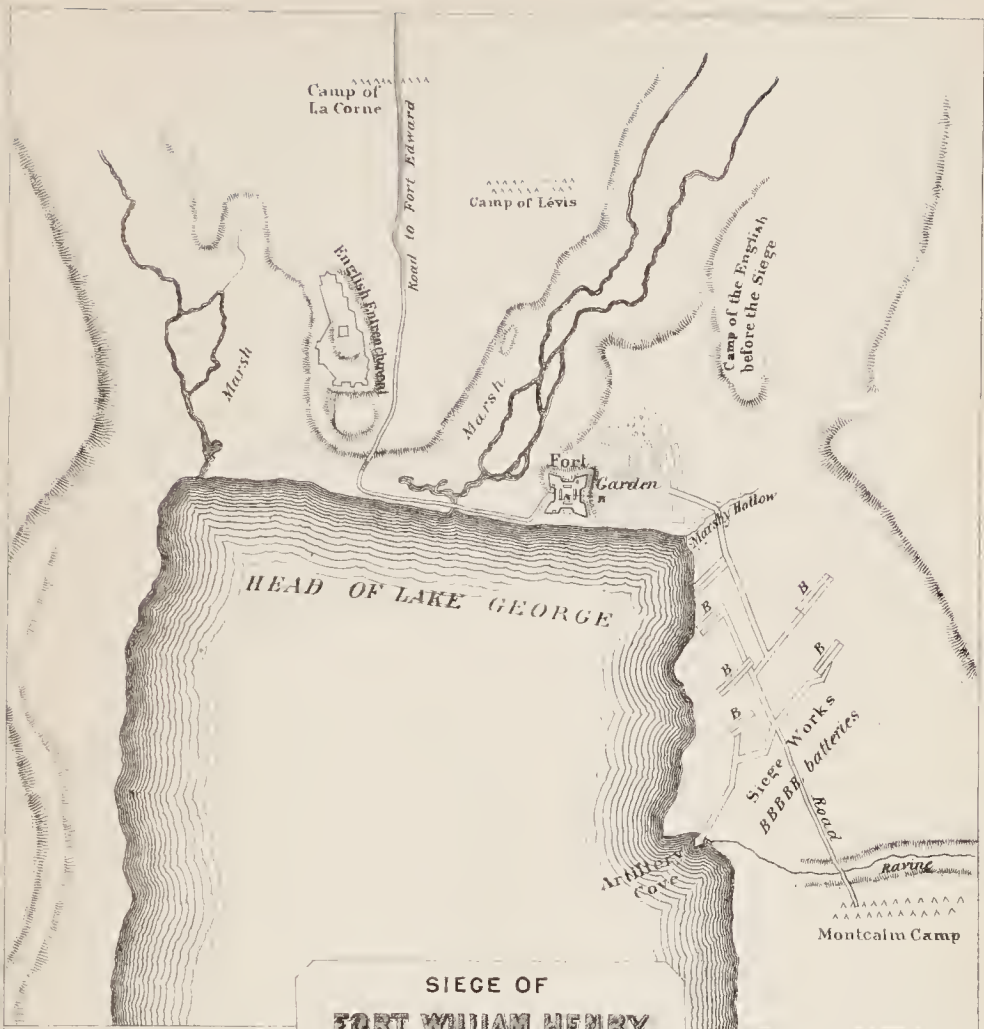 Camp of
La Corne
Road to Fort Edward
Camp of Lévis
English Entrenchment
Camp of the English
before the Siege
Marsh
Marsh
Fort
A
Garden
Marshy Hollow
HEAD OF LAKE GEORGE
B
B
B
B
B
Siege Works
BBBBB batteries
Road
Artillery
Cove
Ravine
Montcalm Camp
SIEGE OF
FORT WILLIAM HENRY